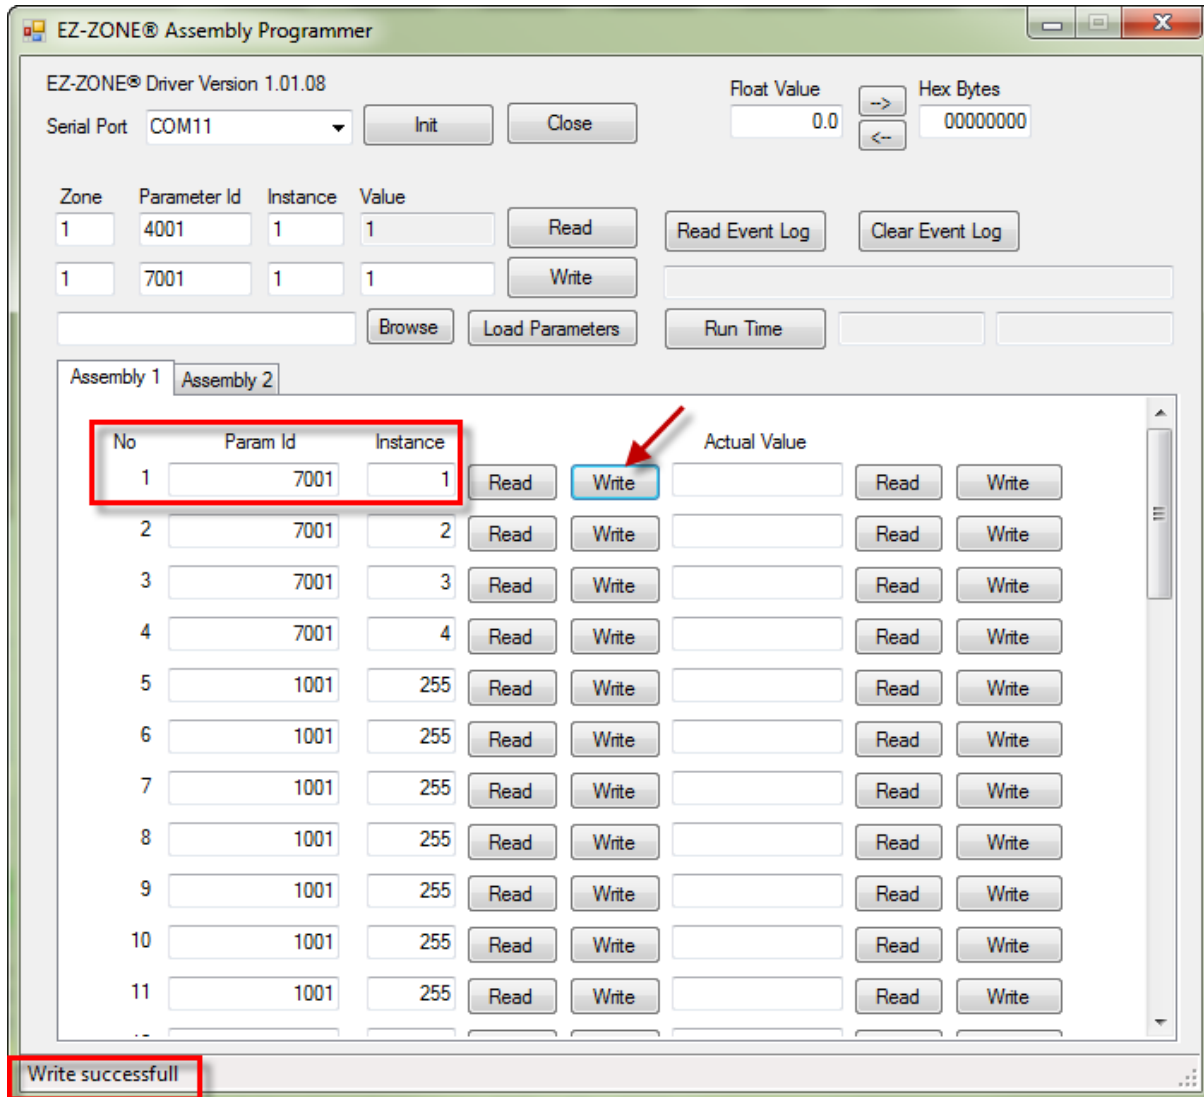 EZ-ZONE® Assembly Programmer
EZ-ZONE® Driver Version 1.01.08
Float Value Hex Bytes
Serial Port COM11 Init Close 0.0 --> <-- 00000000
Zone Parameter Id Instance Value
1 4001 1 1 Read Read Event Log Clear Event Log
1 7001 1 1 Write
Browse Load Parameters Run Time
Assembly 1 Assembly 2
No Param Id Instance Actual Value
1 7001 1 Read Write Read Write
2 7001 2 Read Write Read Write
3 7001 3 Read Write Read Write
4 7001 4 Read Write Read Write
5 1001 255 Read Write Read Write
6 1001 255 Read Write Read Write
7 1001 255 Read Write Read Write
8 1001 255 Read Write Read Write
9 1001 255 Read Write Read Write
10 1001 255 Read Write Read Write
11 1001 255 Read Write Read Write
Write successfull